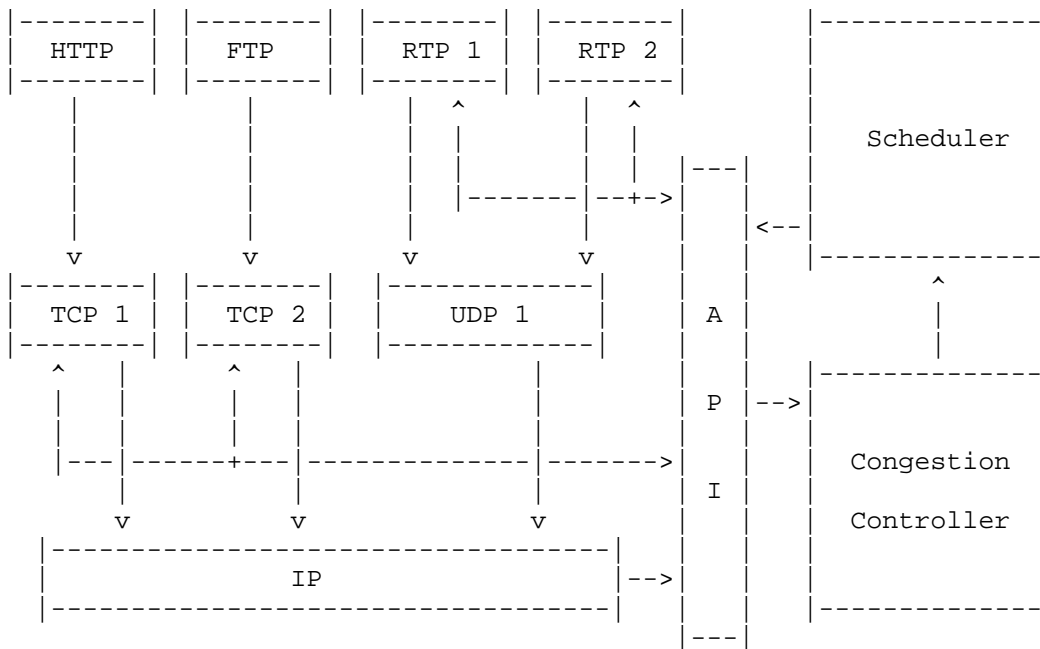 HTTP FTP RTP 1 RTP 2
Scheduler
TCP 1 TCP 2 UDP 1 A
P
Congestion
I
Controller
IP